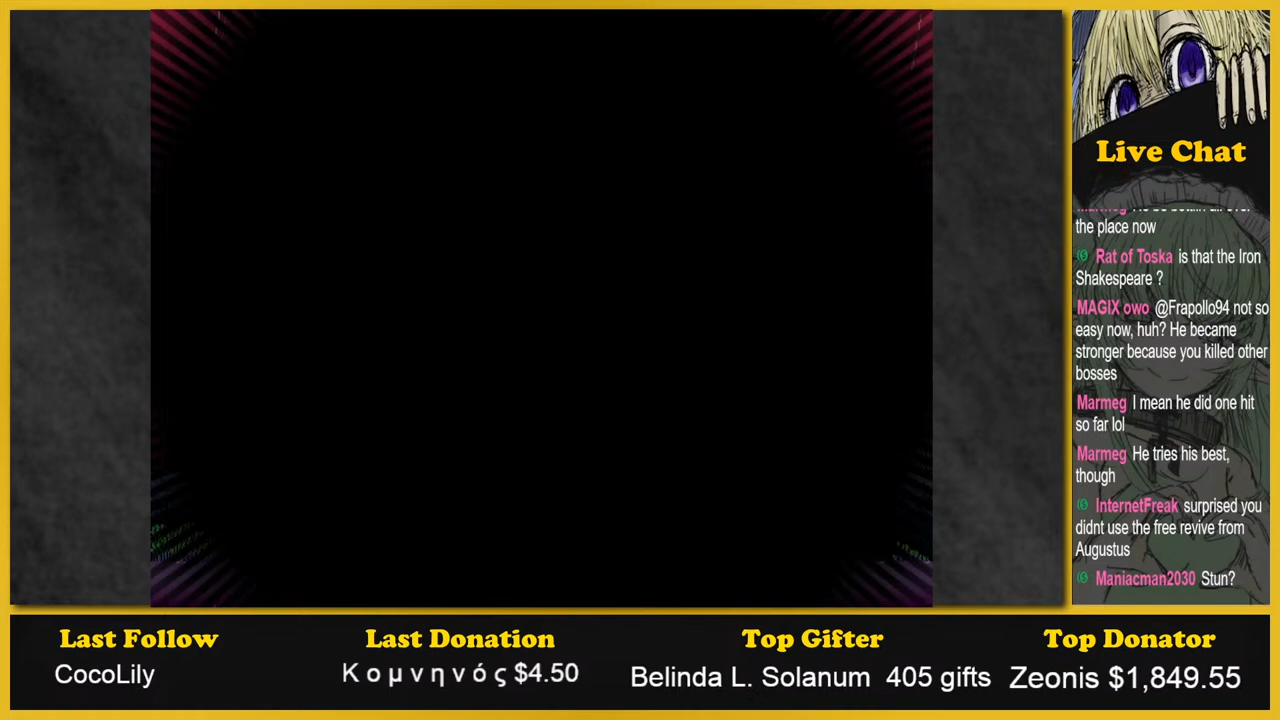 Live Chat
the place now
Rat of Toska is that the Iron
Shakespeare ?
MAGIX owo @Frapollo94 not so
easy now, huh? He became
stronger because you killed other
bosses
Marmeg I mean he did one hit
so far lol
Marmeg He tries his best,
though
InternetFreak surprised you
didnt use the free revive from
Augustus
Maniacman2030 Stun?
Last Follow
CocoLily
Last Donation
Κομνηνός $4.50
Top Gifter
Belinda L. Solanum 405 gifts
Top Donator
Zeonis $1,849.55